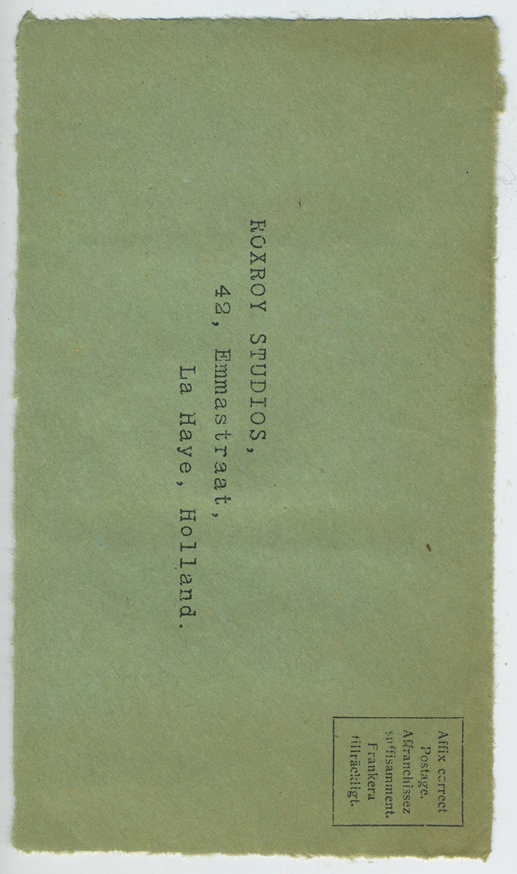 ROXROY STUDIOS,
42, Emmastraat,
La Haye, Holland.
Affix correct
Postage.
Affranchissez
suffisamment.
Frankera
tillräckligt.